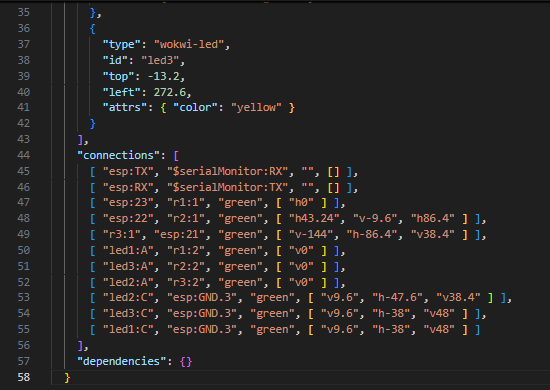 35 },
36 {
37 "type": "wokwi-led",
38 "id": "led3",
39 "top": -13.2,
40 "left": 272.6,
41 "attrs": { "color": "yellow" }
42 }
43 ],
44 "connections": [
45 [ "esp:TX", "$serialMonitor:RX", "", [] ],
46 [ "esp:RX", "$serialMonitor:TX", "", [] ],
47 [ "esp:23", "r1:1", "green", [ "h0" ] ],
48 [ "esp:22", "r2:1", "green", [ "h43.24", "v-9.6", "h86.4" ] ],
49 [ "r3:1", "esp:21", "green", [ "v-144", "h-86.4", "v38.4" ] ],
50 [ "led1:A", "r1:2", "green", [ "v0" ] ],
51 [ "led3:A", "r2:2", "green", [ "v0" ] ],
52 [ "led2:A", "r3:2", "green", [ "v0" ] ],
53 [ "led2:C", "esp:GND.3", "green", [ "v9.6", "h-47.6", "v38.4" ] ],
54 [ "led3:C", "esp:GND.3", "green", [ "v9.6", "h-38", "v48" ] ],
55 [ "led1:C", "esp:GND.3", "green", [ "v9.6", "h-38", "v48" ] ]
56 ],
57 "dependencies": {}
58 }